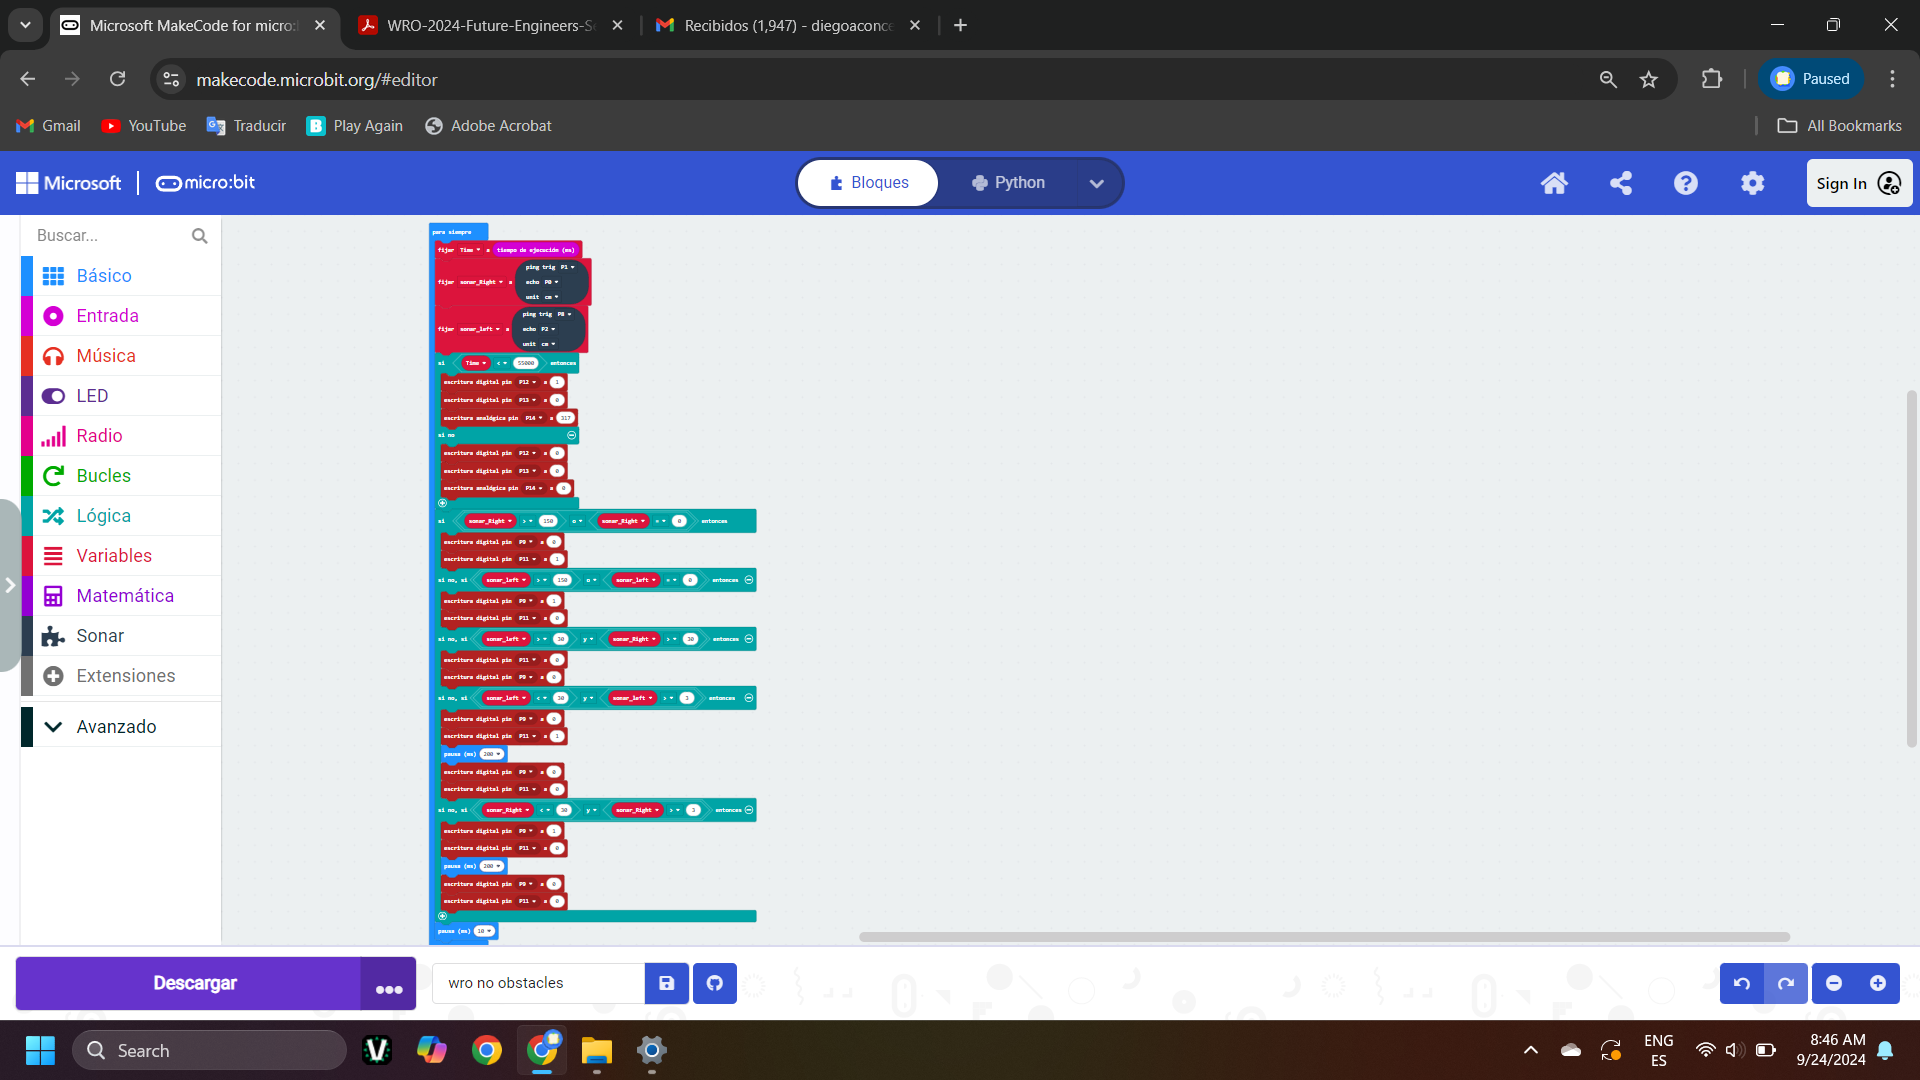 Microsoft MakeCode for micro:
WRO-2024-Future-Engineers-Se
Recibidos (1,947) - diegoaconce
makecode.microbit.org/#editor
Paused
Gmail
YouTube
Traducir
Play Again
Adobe Acrobat
All Bookmarks
Microsoft
micro:bit
Bloques
Python
Sign In
Buscar...
Básico
Entrada
Música
LED
Radio
Bucles
Lógica
Variables
Matemática
Sonar
Extensiones
Avanzado
para siempre
fijar Time a tiempo de ejecución (ms)
fijar sonar_Right a ping trig P1
echo P0
unit cm
fijar sonar_left a ping trig P8
echo P2
unit cm
si Time < 55000 entonces
escritura digital pin P12 a 1
escritura digital pin P13 a 0
escritura analógica pin P14 a 317
si no
escritura digital pin P12 a 0
escritura digital pin P13 a 0
escritura analógica pin P14 a 0
si sonar_Right > 150 o sonar_Right = 0 entonces
escritura digital pin P9 a 0
escritura digital pin P11 a 1
si no, si sonar_left > 150 o sonar_left = 0 entonces
escritura digital pin P9 a 1
escritura digital pin P11 a 0
si no, si sonar_left > 30 y sonar_Right > 30 entonces
escritura digital pin P11 a 0
escritura digital pin P9 a 0
si no, si sonar_left < 30 y sonar_left > 3 entonces
escritura digital pin P9 a 0
escritura digital pin P11 a 1
pausa (ms) 200
escritura digital pin P9 a 0
escritura digital pin P11 a 0
si no, si sonar_Right < 30 y sonar_Right > 3 entonces
escritura digital pin P9 a 1
escritura digital pin P11 a 0
pausa (ms) 200
escritura digital pin P9 a 0
escritura digital pin P11 a 0
pausa (ms) 10
Descargar
wro no obstacles
Search
ENG
ES
8:46 AM
9/24/2024